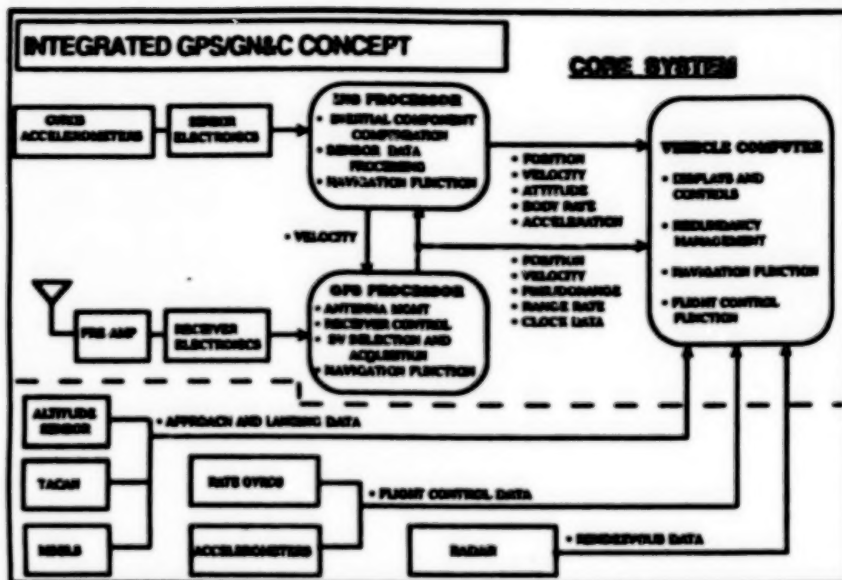 INTEGRATED GPS/GN&C CONCEPT
CORE SYSTEM
GYROS
ACCELEROMETERS
SENSOR
ELECTRONICS
INS PROCESSOR
• INERTIAL COMPONENT
COMPENSATION
• SENSOR DATA
PROCESSING
• NAVIGATION FUNCTION
• POSITION
• VELOCITY
• ATTITUDE
• BODY RATE
• ACCELERATION
VEHICLE COMPUTER
• DISPLAYS AND
CONTROLS
• REDUNDANCY
MANAGEMENT
• NAVIGATION FUNCTION
• FLIGHT CONTROL
FUNCTION
• VELOCITY
• POSITION
• VELOCITY
• PSEUDORANGE
• RANGE RATE
• CLOCK DATA
PRE AMP
RECEIVER
ELECTRONICS
GPS PROCESSOR
• ANTENNA MGMT
• RECEIVER CONTROL
• SV SELECTION AND
ACQUISITION
• NAVIGATION FUNCTION
ALTITUDE
SENSOR
• APPROACH AND LANDING DATA
TACAN
RATE GYROS
• FLIGHT CONTROL DATA
ACCELEROMETERS
RADAR
• RENDEZVOUS DATA